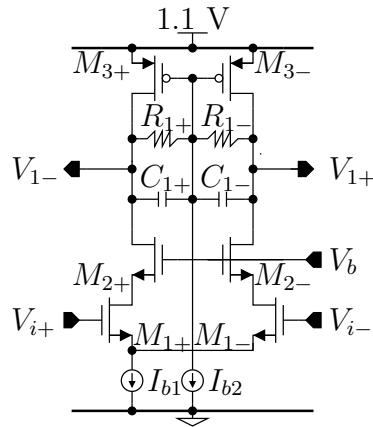 1.1 V
M3+ M3−
R1+ R1−
V1− V1+
C1+ C1−
Vb
M2+ M2−
Vi+ Vi−
M1+ M1−
Ib1 Ib2